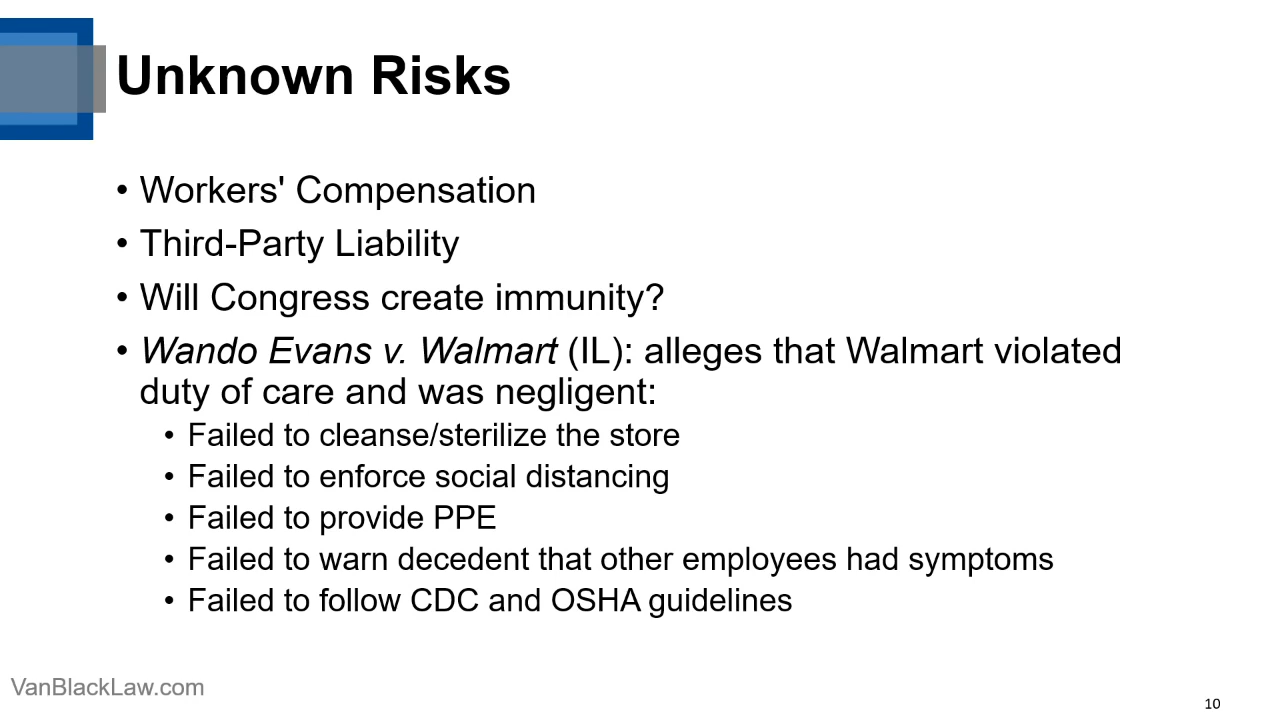 Unknown Risks
• Workers' Compensation
• Third-Party Liability
• Will Congress create immunity?
• Wando Evans v. Walmart (IL): alleges that Walmart violated
duty of care and was negligent:
• Failed to cleanse/sterilize the store
• Failed to enforce social distancing
• Failed to provide PPE
• Failed to warn decedent that other employees had symptoms
• Failed to follow CDC and OSHA guidelines
VanBlackLaw.com
10